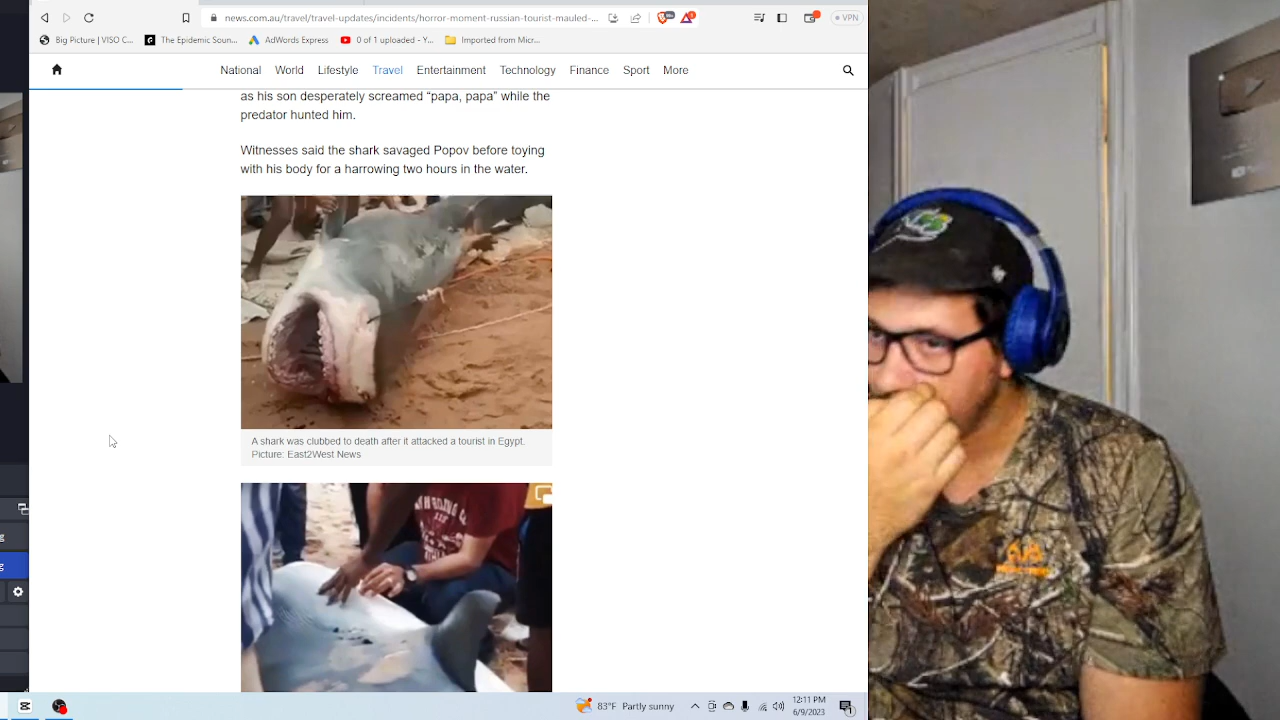 news.com.au/travel/travel-updates/incidents/horror-moment-russian-tourist-mauled-...
VPN
Big Picture | VISO C...
The Epidemic Soun...
AdWords Express
0 of 1 uploaded - Y...
Imported from Micr...
National
World
Lifestyle
Travel
Entertainment
Technology
Finance
Sport
More
as his son desperately screamed “papa, papa” while the
predator hunted him.
Witnesses said the shark savaged Popov before toying
with his body for a harrowing two hours in the water.
A shark was clubbed to death after it attacked a tourist in Egypt.
Picture: East2West News
g
g
83°F Partly sunny
12:11 PM
6/9/2023